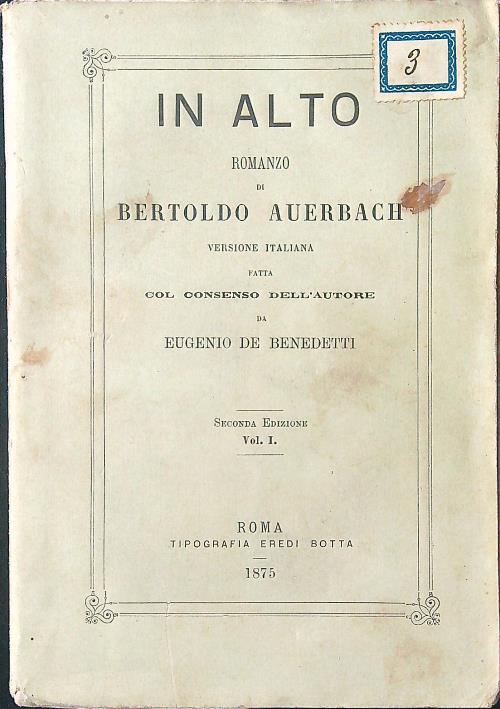 3
IN ALTO
ROMANZO
DI
BERTOLDO AUERBACH
VERSIONE ITALIANA
FATTA
COL CONSENSO DELL'AUTORE
DA
EUGENIO DE BENEDETTI
SECONDA EDIZIONE
Vol. I.
ROMA
TIPOGRAFIA EREDI BOTTA
1875